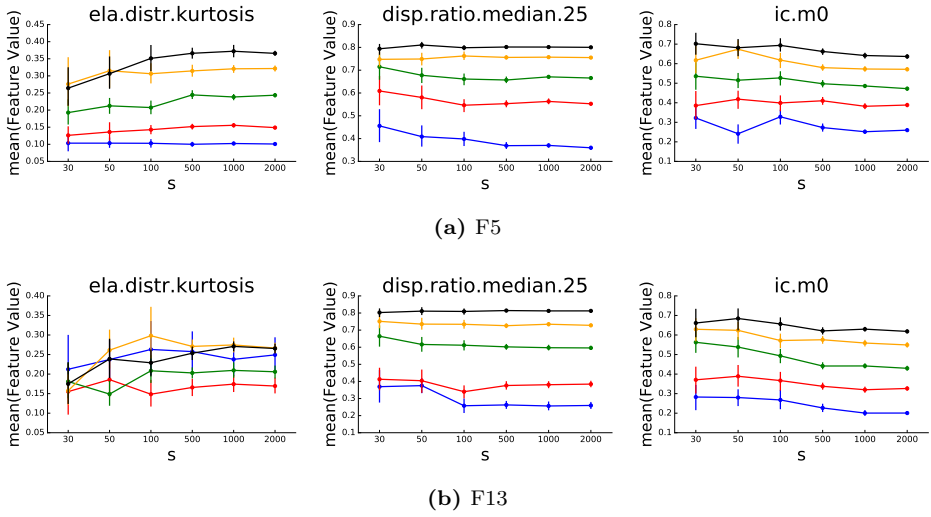 ela.distr.kurtosis
disp.ratio.median.25
ic.m0
mean(Feature Value)
0.45
0.40
0.35
0.30
0.25
0.20
0.15
0.10
0.05
30 50 100 500 1000 2000
s
mean(Feature Value)
0.9
0.8
0.7
0.6
0.5
0.4
0.3
30 50 100 500 1000 2000
s
mean(Feature Value)
0.8
0.7
0.6
0.5
0.4
0.3
0.2
0.1
30 50 100 500 1000 2000
s
(a) F5
ela.distr.kurtosis
disp.ratio.median.25
ic.m0
mean(Feature Value)
0.40
0.35
0.30
0.25
0.20
0.15
0.10
0.05
30 50 100 500 1000 2000
s
mean(Feature Value)
0.9
0.8
0.7
0.6
0.5
0.4
0.3
0.2
0.1
30 50 100 500 1000 2000
s
mean(Feature Value)
0.8
0.7
0.6
0.5
0.4
0.3
0.2
0.1
30 50 100 500 1000 2000
s
(b) F13